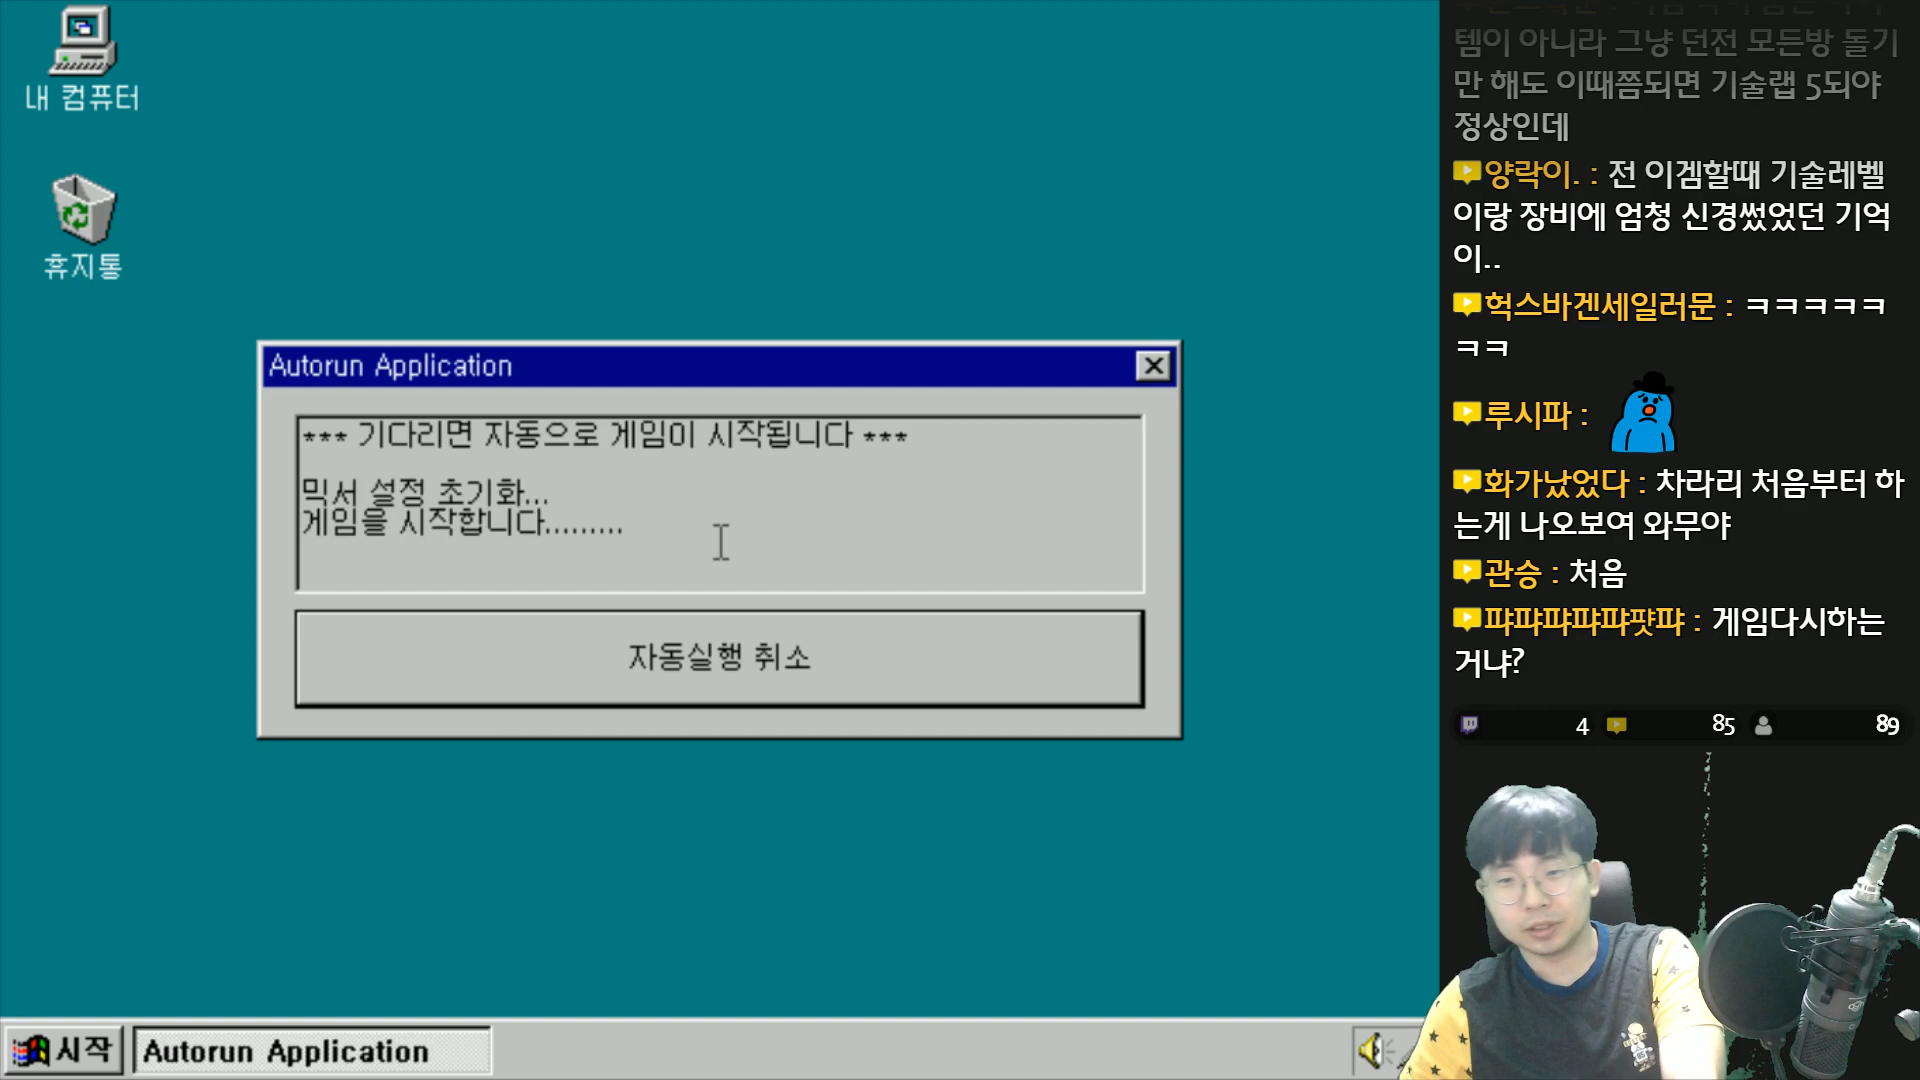 내 컴퓨터
휴지통
Autorun Application
*** 기다리면 자동으로 게임이 시작됩니다 ***
믹서 설정 초기화...
게임을 시작합니다.........
자동실행 취소
시작
Autorun Application
템이 아니라 그냥 던전 모든방 돌기
만 해도 이때쯤되면 기술랩 5되야
정상인데
양락이. : 전 이겜할때 기술레벨
이랑 장비에 엄청 신경썼었던 기억
이..
헉스바겐세일러문 : ㅋㅋㅋㅋㅋ
ㅋㅋ
루시파 :
화가났었다 : 차라리 처음부터 하
는게 나오보여 와무야
관승 : 처음
퍄퍄퍄퍄퍄퍗퍄 : 게임다시하는
거냐?
4 85 89